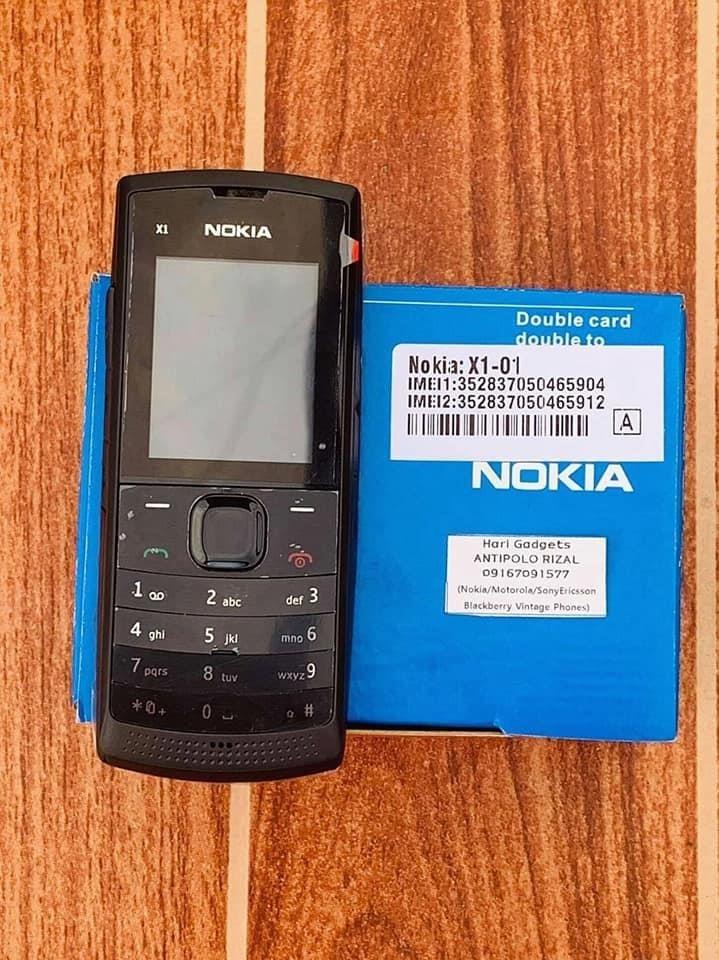 X1 NOKIA
1 2 abc def 3
4 ghi 5 jkl mno 6
7 pqrs 8 tuv wxyz 9
* + 0 #
Double card
double to
Nokia: X1-01
IMEI1:352837050465904
IMEI2:352837050465912
A
NOKIA
Hari Gadgets
ANTIPOLO RIZAL
09167091577
(Nokia/Motorola/SonyEricsson
Blackberry Vintage Phones)